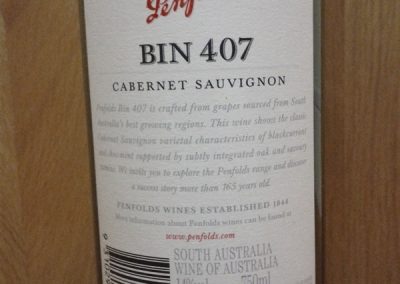 Penf
BIN 407
CABERNET SAUVIGNON
Penfolds Bin 407 is crafted from grapes sourced from South
Australia's best growing regions. This wine shows the classic
Cabernet Sauvignon varietal characteristics of blackcurrant
and choc-mint supported by subtly integrated oak and savoury
tannins. We invite you to explore the Penfolds range and discover
a success story more than 165 years old.
PENFOLDS WINES ESTABLISHED 1844
More information about Penfolds wines can be found at
www.penfolds.com
SOUTH AUSTRALIA
WINE OF AUSTRALIA
750ml